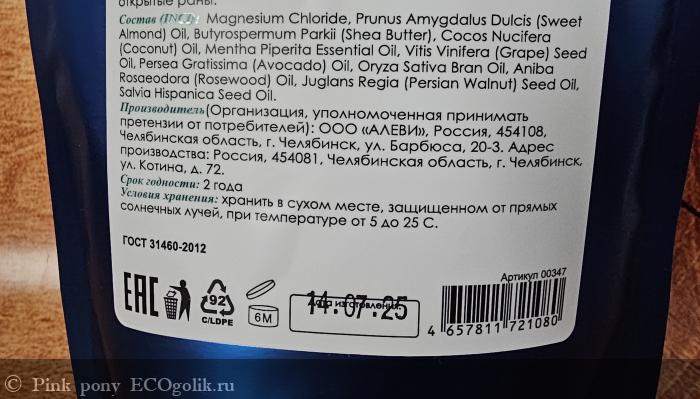 открытые раны.
Состав (INCI): Magnesium Chloride, Prunus Amygdalus Dulcis (Sweet
Almond) Oil, Butyrospermum Parkii (Shea Butter), Cocos Nucifera
(Coconut) Oil, Mentha Piperita Essential Oil, Vitis Vinifera (Grape) Seed
Oil, Persea Gratissima (Avocado) Oil, Oryza Sativa Bran Oil, Aniba
Rosaeodora (Rosewood) Oil, Juglans Regia (Persian Walnut) Seed Oil,
Salvia Hispanica Seed Oil.
Производитель(Организация, уполномоченная принимать
претензии от потребителей): ООО «АЛЕВИ», Россия, 454108,
Челябинская область, г. Челябинск, ул. Барбюса, 20-3. Адрес
производства: Россия, 454081, Челябинская область, г. Челябинск,
ул. Котина, д. 72.
Срок годности: 2 года
Условия хранения: хранить в сухом месте, защищенном от прямых
солнечных лучей, при температуре от 5 до 25 С.
ГОСТ 31460-2012
Артикул 00347
EAC
92
C/LDPE
6M
Дата изготовления:
14.07.25
4 657811 721080
© Pink pony ECOgolik.ru